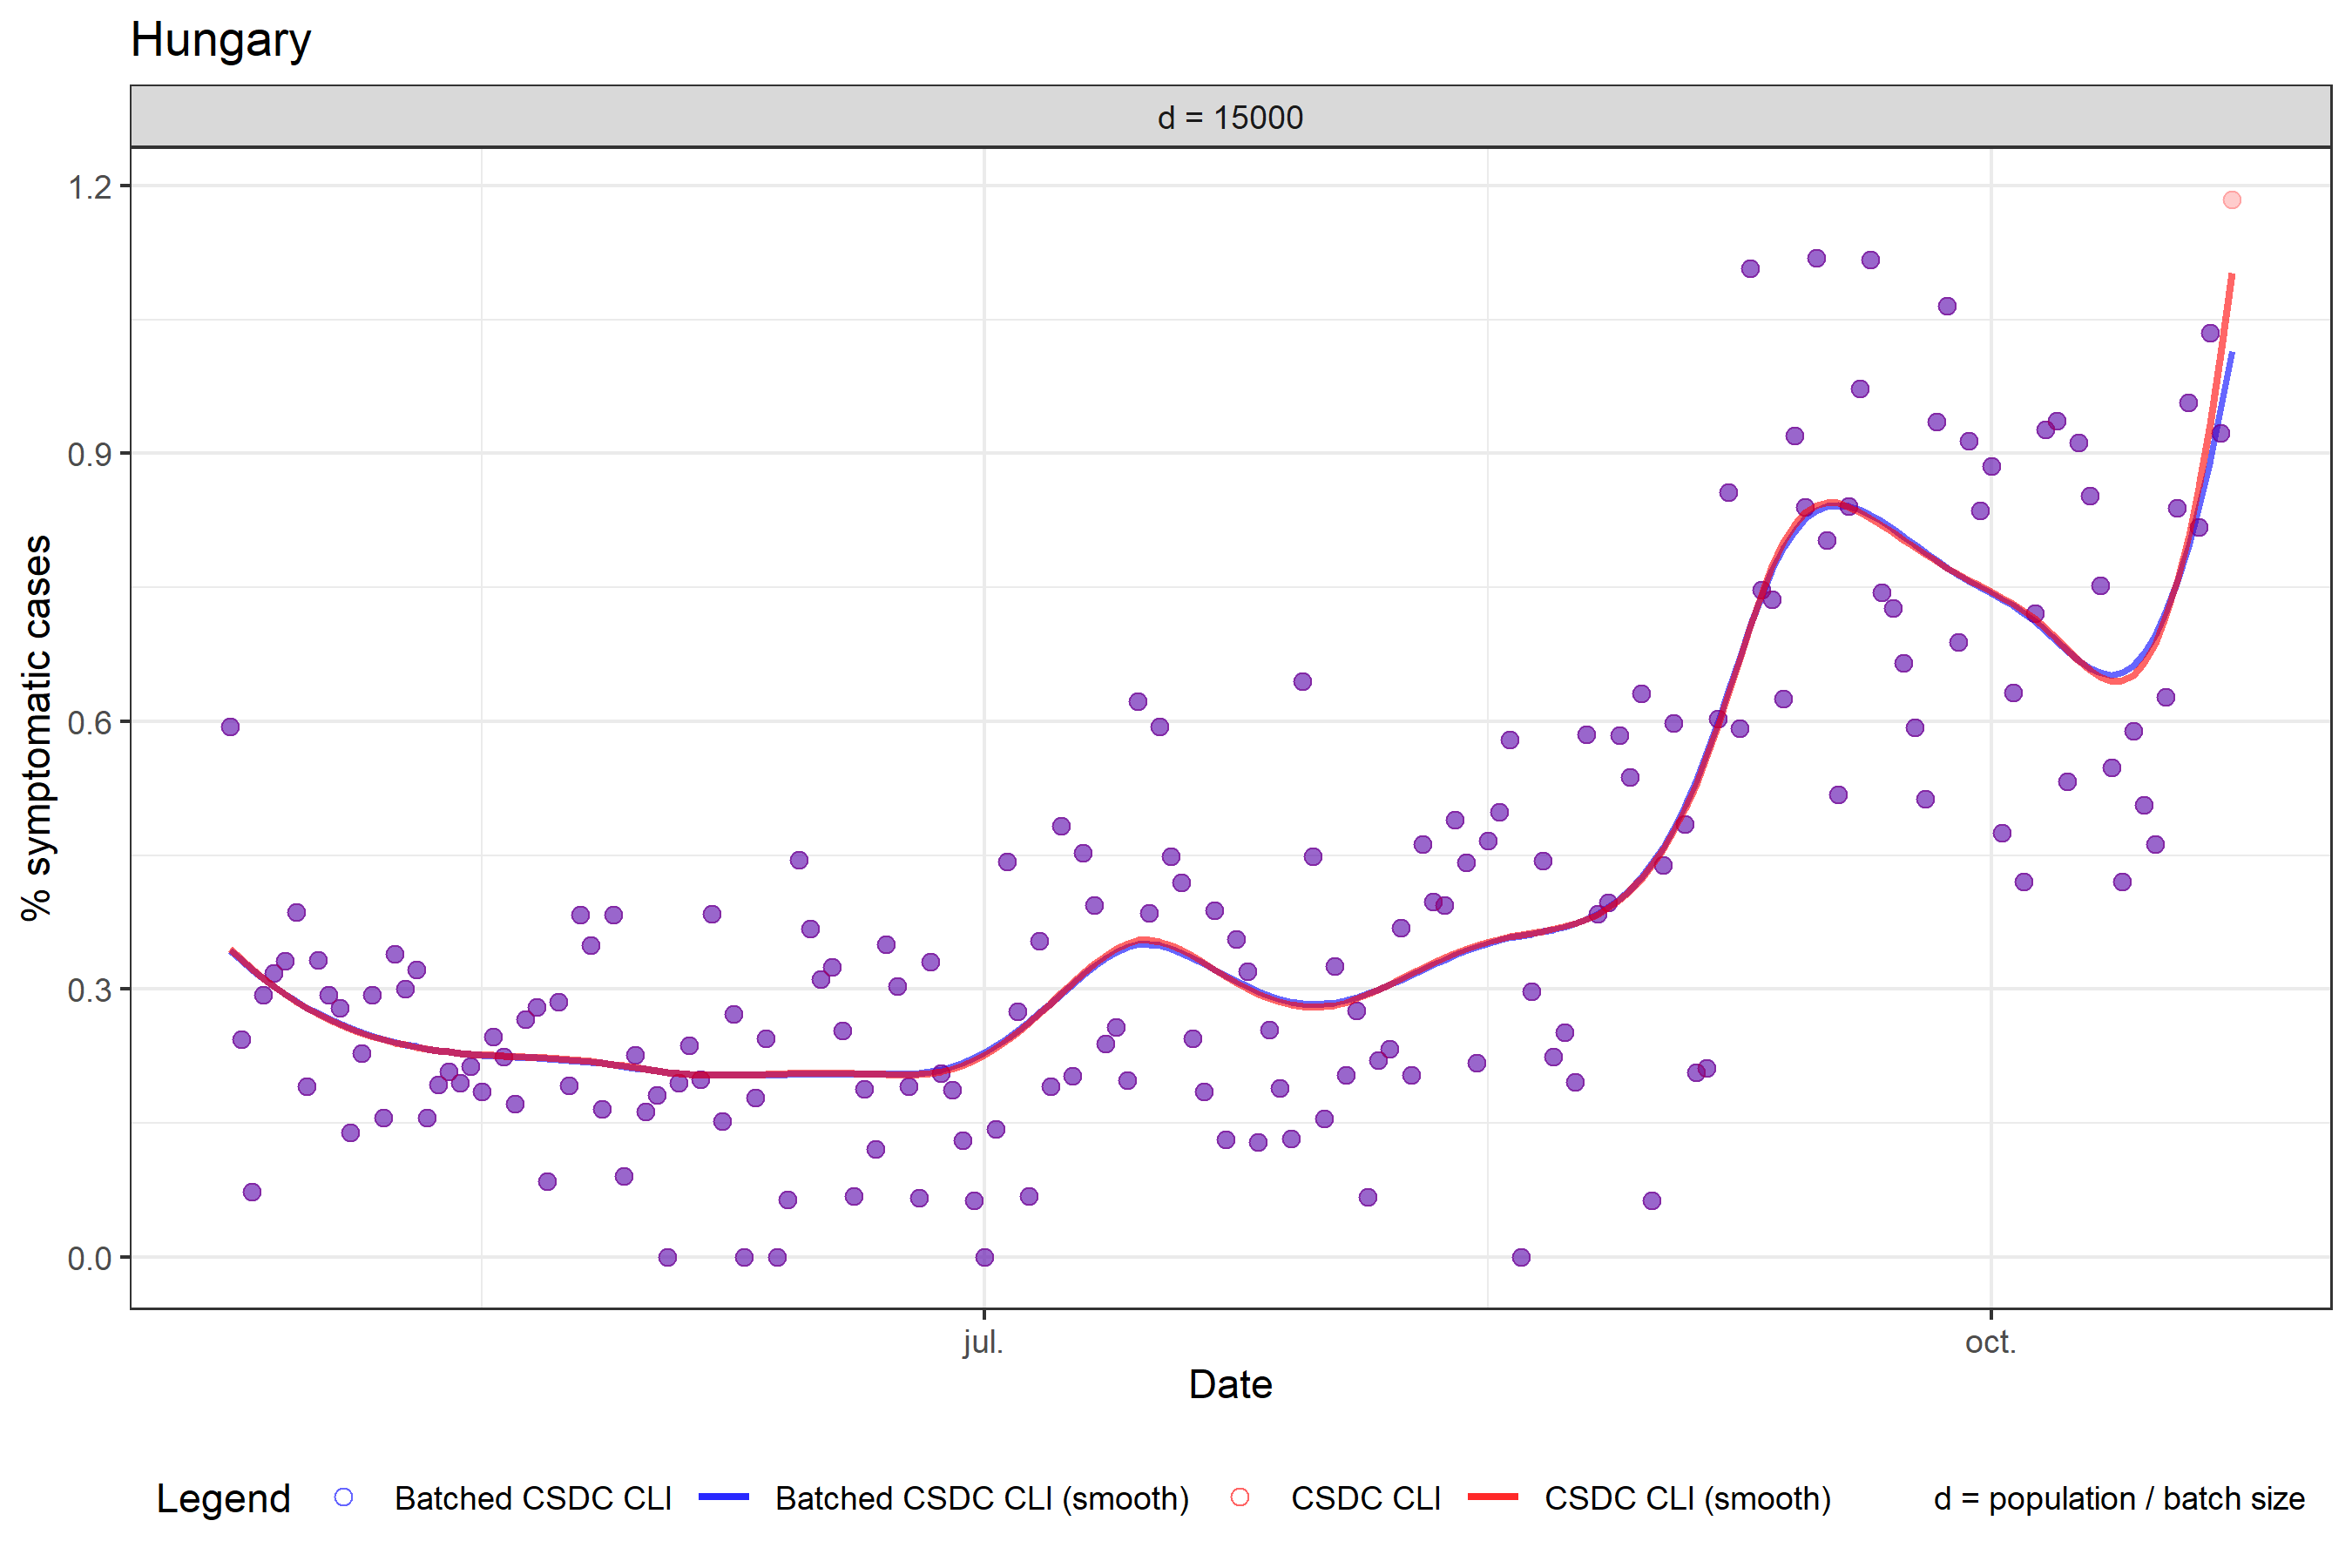 Hungary
d = 15000
1.2
0.9
0.6
0.3
0.0
% symptomatic cases
jul.
oct.
Date
Legend
Batched CSDC CLI
Batched CSDC CLI (smooth)
CSDC CLI
CSDC CLI (smooth)
d = population / batch size